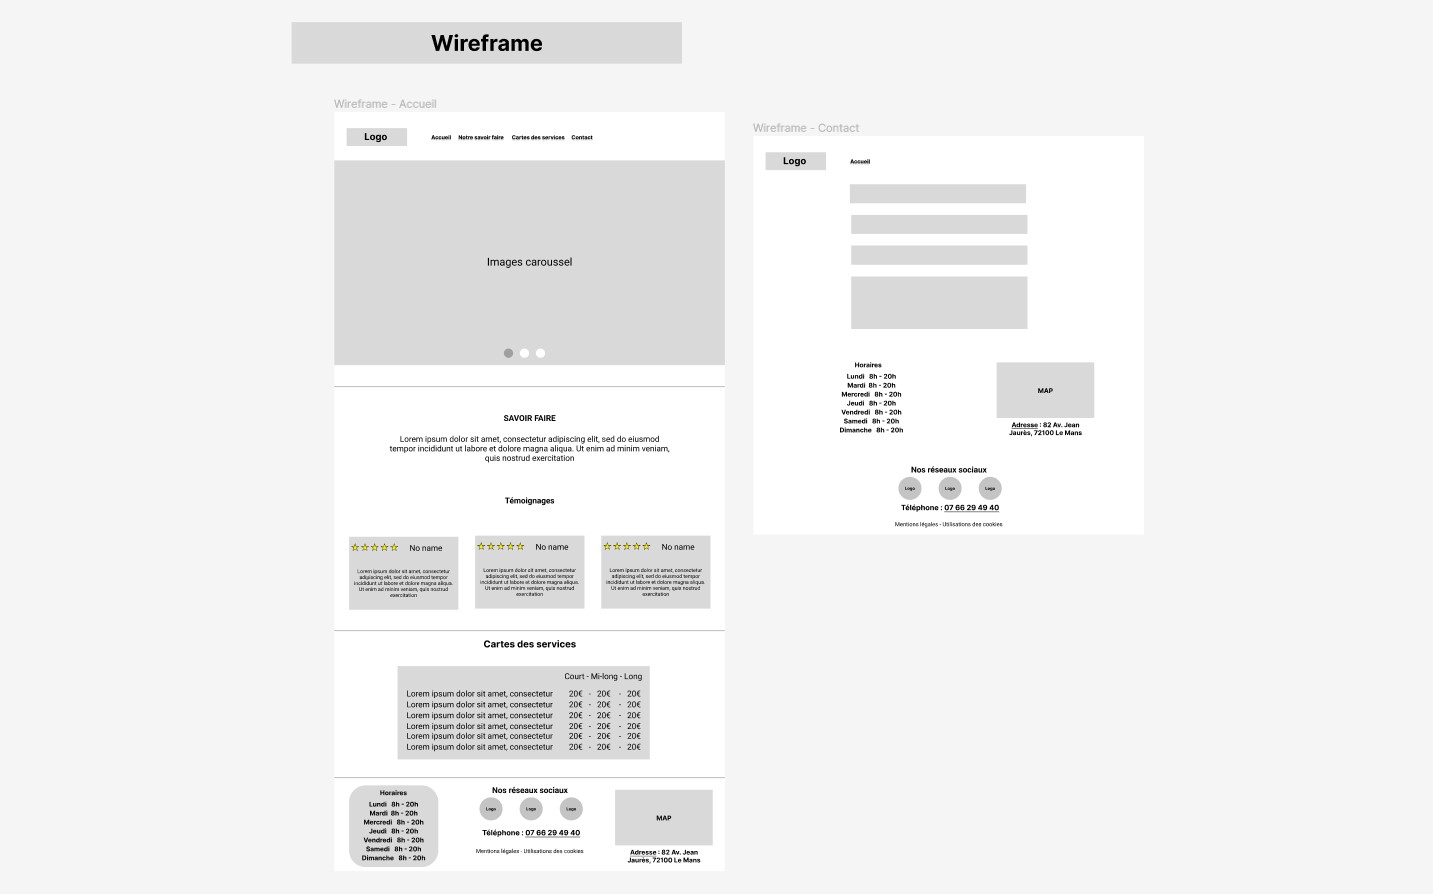 Wireframe
Wireframe - Accueil
Logo
Accueil Notre savoir faire Cartes des services Contact
Images caroussel
SAVOIR FAIRE
Lorem ipsum dolor sit amet, consectetur adipiscing elit, sed do eiusmod
tempor incididunt ut labore et dolore magna aliqua. Ut enim ad minim veniam,
quis nostrud exercitation
Témoignages
No name
Lorem ipsum dolor sit amet, consectetur
adipiscing elit, sed do eiusmod tempor
incididunt ut labore et dolore magna aliqua.
Ut enim ad minim veniam, quis nostrud
exercitation
No name
Lorem ipsum dolor sit amet, consectetur
adipiscing elit, sed do eiusmod tempor
incididunt ut labore et dolore magna aliqua.
Ut enim ad minim veniam, quis nostrud
exercitation
No name
Lorem ipsum dolor sit amet, consectetur
adipiscing elit, sed do eiusmod tempor
incididunt ut labore et dolore magna aliqua.
Ut enim ad minim veniam, quis nostrud
exercitation
Cartes des services
Court - Mi-long - Long
Lorem ipsum dolor sit amet, consectetur 20€ - 20€ - 20€
Lorem ipsum dolor sit amet, consectetur 20€ - 20€ - 20€
Lorem ipsum dolor sit amet, consectetur 20€ - 20€ - 20€
Lorem ipsum dolor sit amet, consectetur 20€ - 20€ - 20€
Lorem ipsum dolor sit amet, consectetur 20€ - 20€ - 20€
Lorem ipsum dolor sit amet, consectetur 20€ - 20€ - 20€
Horaires
Lundi 8h - 20h
Mardi 8h - 20h
Mercredi 8h - 20h
Jeudi 8h - 20h
Vendredi 8h - 20h
Samedi 8h - 20h
Dimanche 8h - 20h
Nos réseaux sociaux
Logo Logo Logo
Téléphone : 07 66 29 49 40
Mentions légales - Utilisations des cookies
MAP
Adresse : 82 Av. Jean
Jaurès, 72100 Le Mans
Wireframe - Contact
Logo
Accueil
Horaires
Lundi 8h - 20h
Mardi 8h - 20h
Mercredi 8h - 20h
Jeudi 8h - 20h
Vendredi 8h - 20h
Samedi 8h - 20h
Dimanche 8h - 20h
MAP
Adresse : 82 Av. Jean
Jaurès, 72100 Le Mans
Nos réseaux sociaux
Logo Logo Logo
Téléphone : 07 66 29 49 40
Mentions légales - Utilisations des cookies